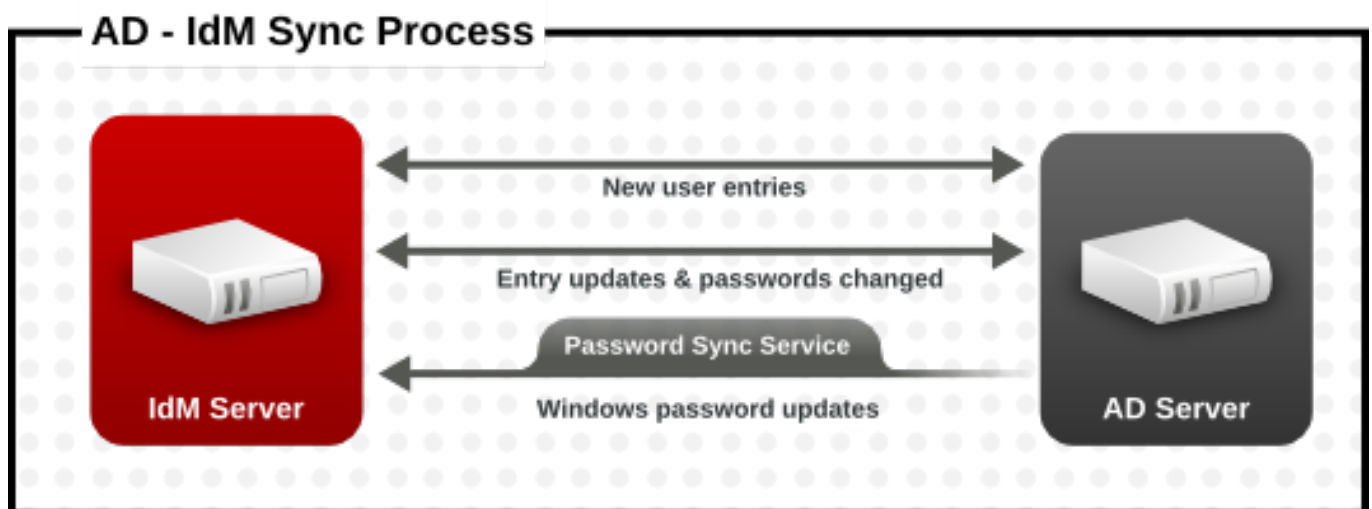 AD - IdM Sync Process
New user entries
Entry updates & passwords changed
Password Sync Service
Windows password updates
IdM Server
AD Server